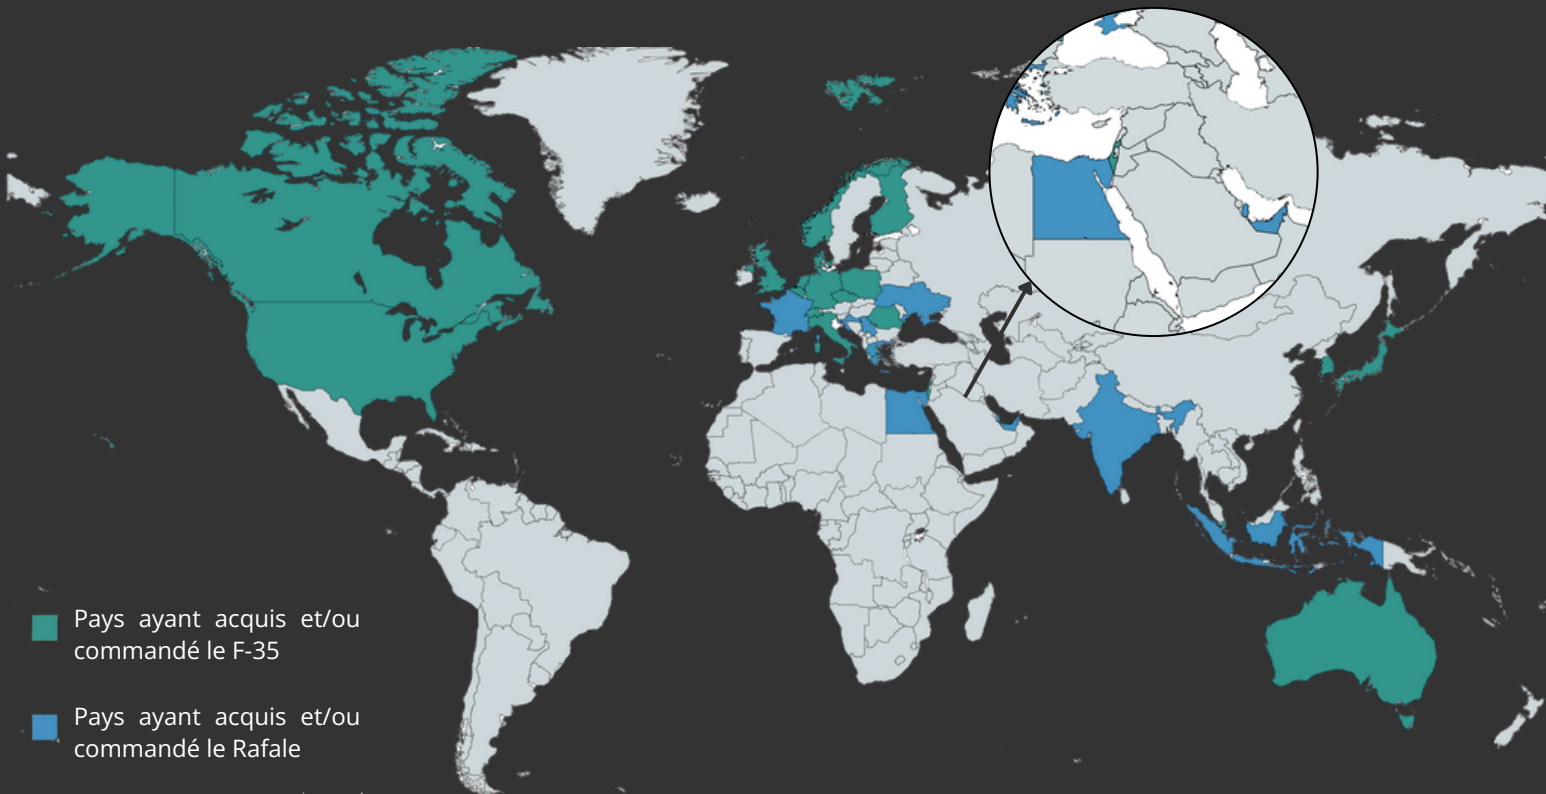 Pays ayant acquis et/ou
commandé le F-35
Pays ayant acquis et/ou
commandé le Rafale